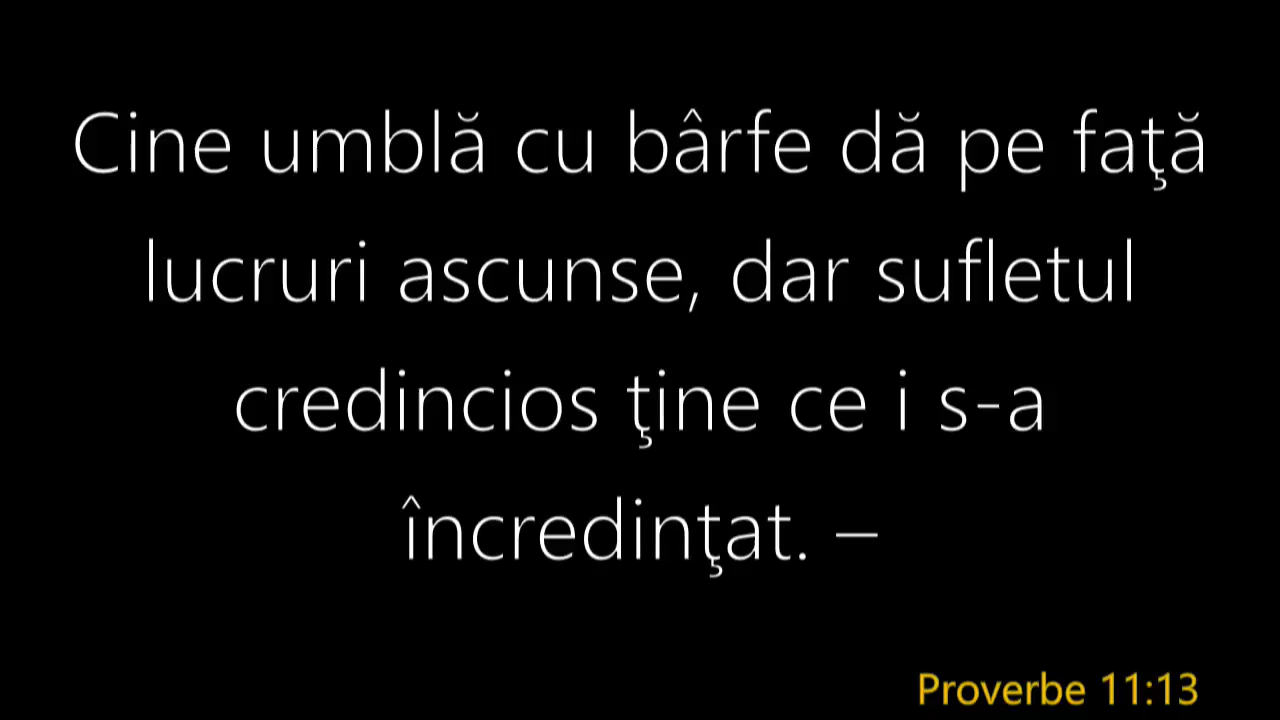 Cine umblă cu bârfe dă pe faţă
lucruri ascunse, dar sufletul
credincios ţine ce i s-a
încredinţat. –
Proverbe 11:13